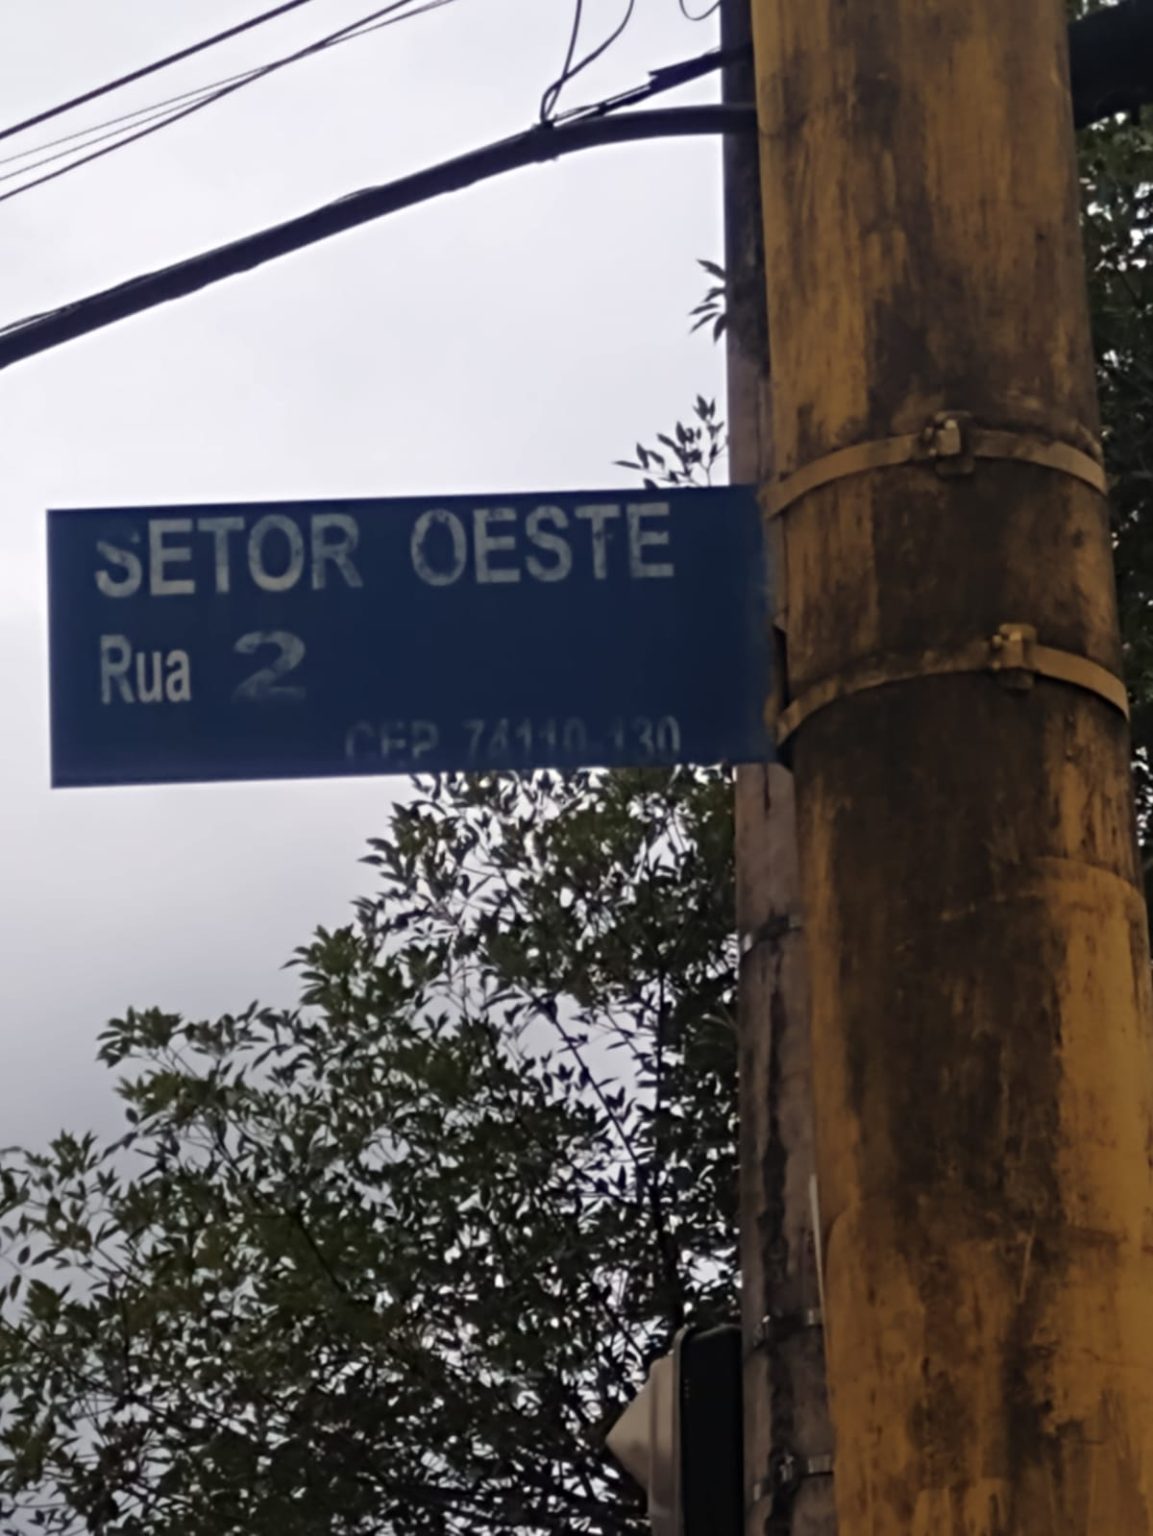 SETOR OESTE
Rua 2
CEP 74110-130